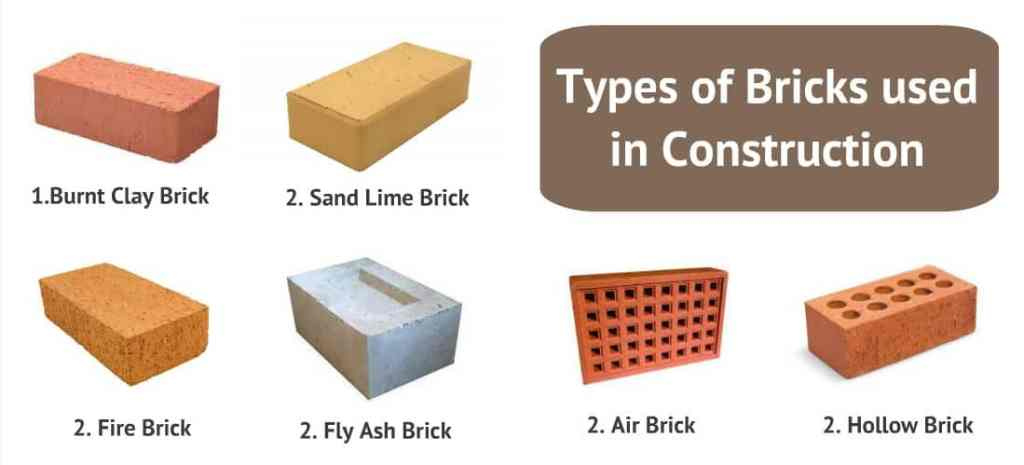 Types of Bricks used
in Construction
1.Burnt Clay Brick
2. Sand Lime Brick
2. Fire Brick
2. Fly Ash Brick
2. Air Brick
2. Hollow Brick